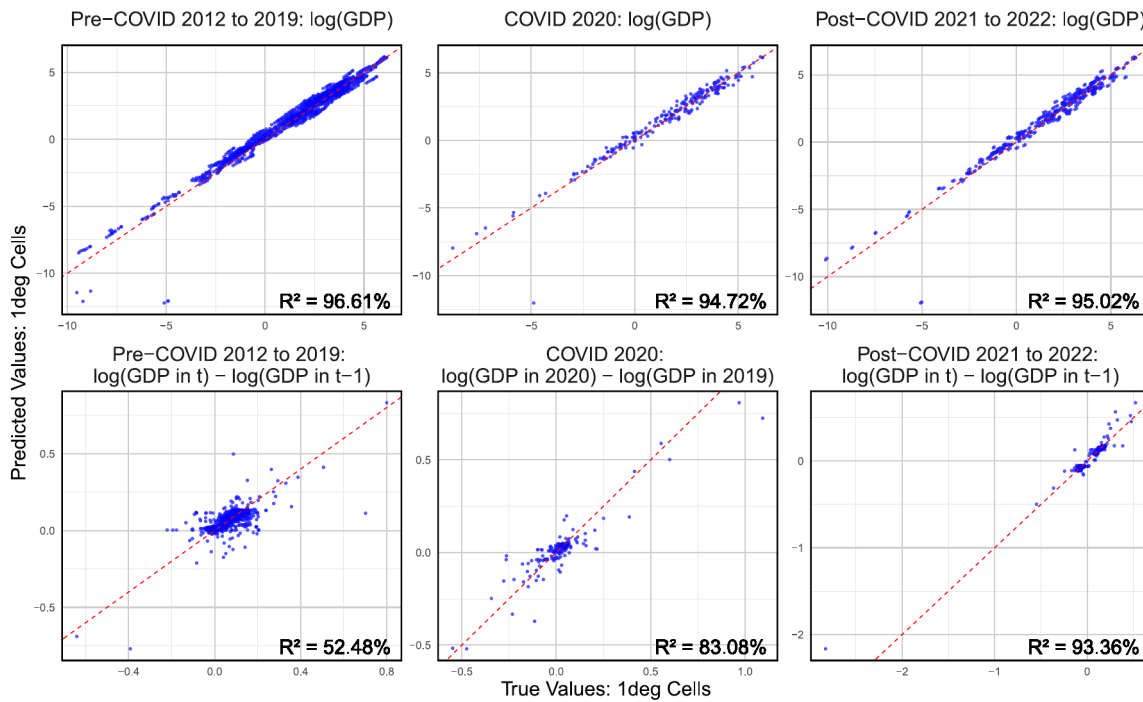 Pre−COVID 2012 to 2019: log(GDP)
COVID 2020: log(GDP)
Post−COVID 2021 to 2022: log(GDP)
5
0
−5
−10
−10
−5
0
5
R² = 96.61%
5
0
−5
−10
−5
0
5
R² = 94.72%
5
0
−5
−10
−10
−5
0
5
R² = 95.02%
Predicted Values: 1deg Cells
Pre−COVID 2012 to 2019:
log(GDP in t) − log(GDP in t−1)
COVID 2020:
log(GDP in 2020) − log(GDP in 2019)
Post−COVID 2021 to 2022:
log(GDP in t) − log(GDP in t−1)
0.5
0.0
−0.5
−0.4
0.0
0.4
0.8
R² = 52.48%
0.5
0.0
−0.5
−0.5
0.0
0.5
1.0
R² = 83.08%
0
−1
−2
−2
−1
0
R² = 93.36%
True Values: 1deg Cells